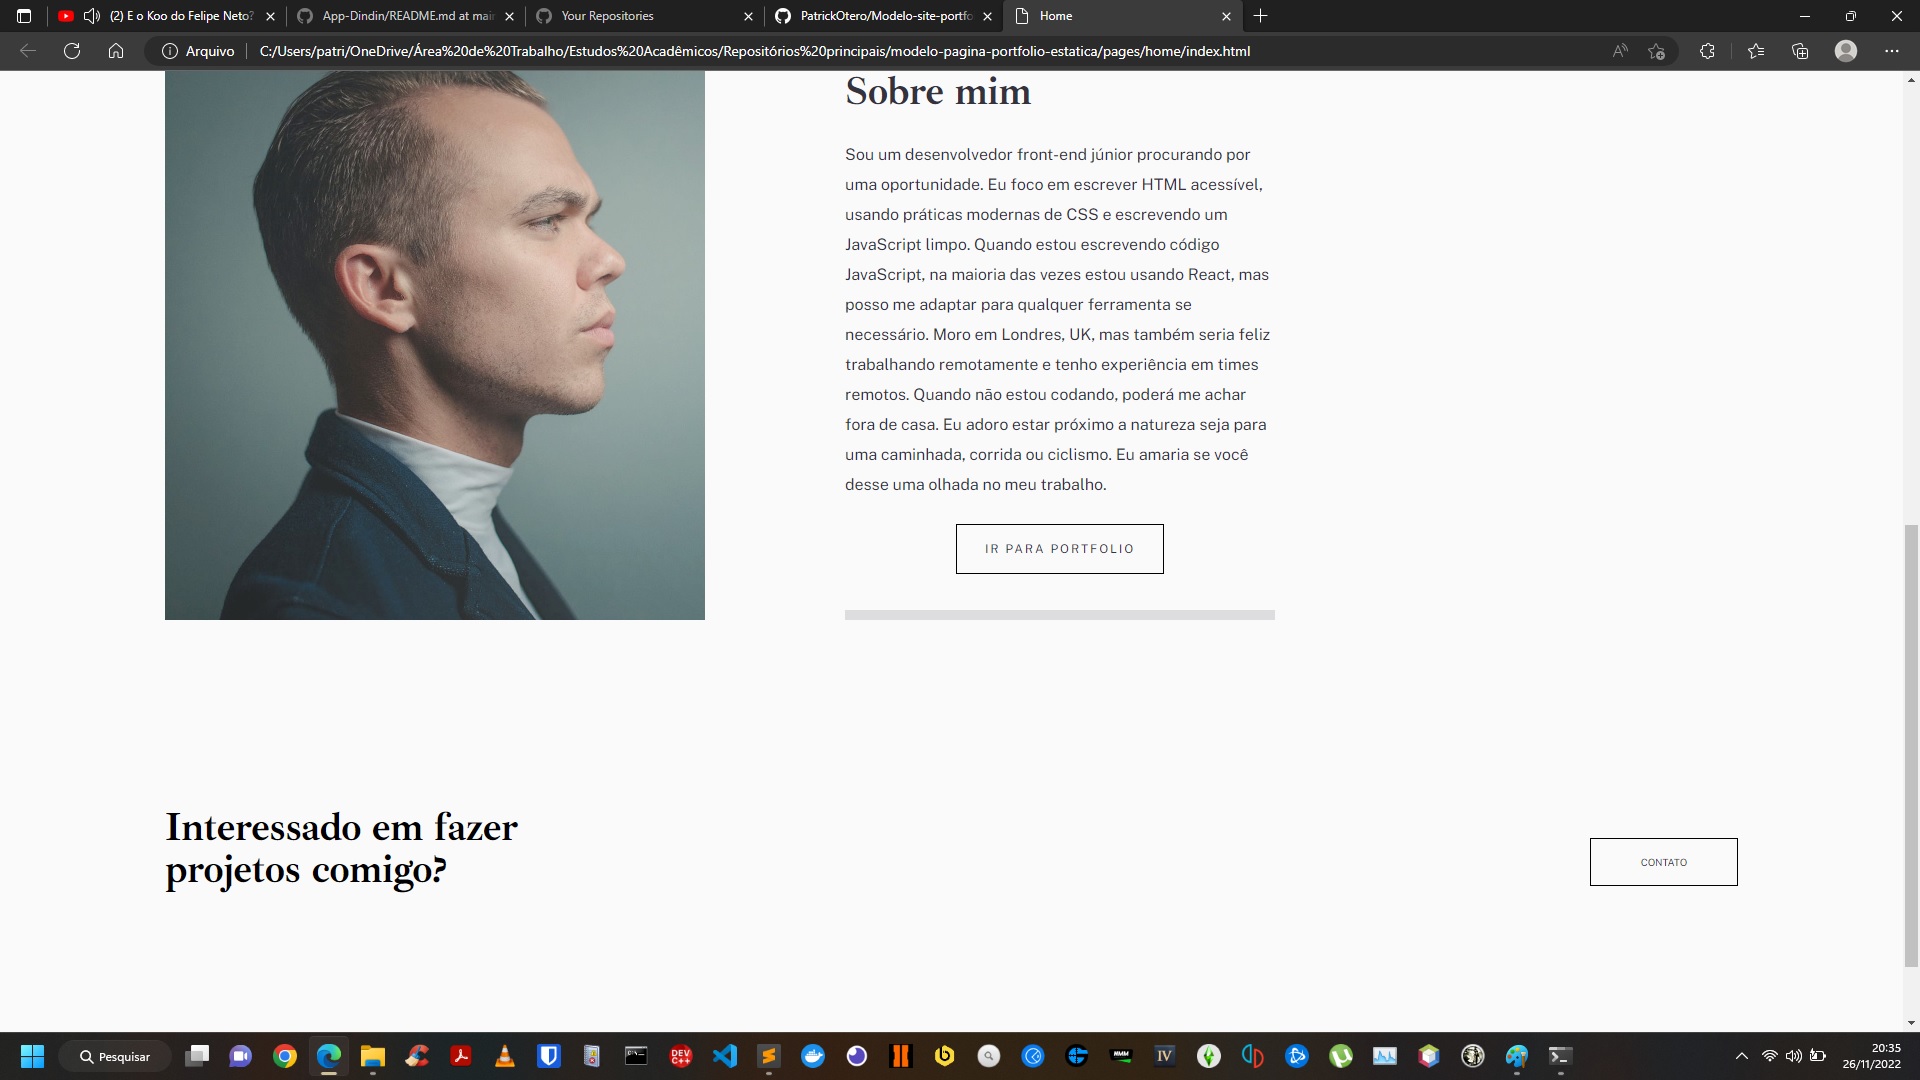 (2) E o Koo do Felipe Neto?
App-Dindin/README.md at main
Your Repositories
PatrickOtero/Modelo-site-portfo
Home
Arquivo
C:/Users/patri/OneDrive/Área%20de%20Trabalho/Estudos%20Acadêmicos/Repositórios%20principais/modelo-pagina-portfolio-estatica/pages/home/index.html
Sobre mim
Sou um desenvolvedor front-end júnior procurando por
uma oportunidade. Eu foco em escrever HTML acessível,
usando práticas modernas de CSS e escrevendo um
JavaScript limpo. Quando estou escrevendo código
JavaScript, na maioria das vezes estou usando React, mas
posso me adaptar para qualquer ferramenta se
necessário. Moro em Londres, UK, mas também seria feliz
trabalhando remotamente e tenho experiência em times
remotos. Quando não estou codando, poderá me achar
fora de casa. Eu adoro estar próximo a natureza seja para
uma caminhada, corrida ou ciclismo. Eu amaria se você
desse uma olhada no meu trabalho.
IR PARA PORTFOLIO
Interessado em fazer
projetos comigo?
CONTATO
Pesquisar
DEV
C++
HMM
IV
20:35
26/11/2022